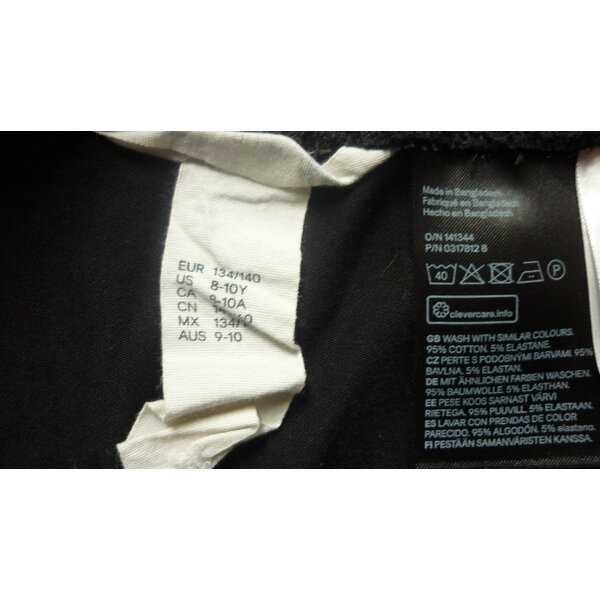 EUR 134/140
US 8-10Y
CA 8-10A
CN
MX
AUS 9-10
Made in Bangladesh
Fabriqué en Bangladesh
Hecho en Bangladesh
O/N 141344
P/N 0317812 8
40 P
clevercare.info
GB WASH WITH SIMILAR COLOURS.
95% COTTON. 5% ELASTANE.
CZ PERTE S PODOBNÝMI BARVAMI. 95%
BAVLNA. 5% ELASTAN.
DE MIT ÄHNLICHEN FARBEN WASCHEN.
95% BAUMWOLLE. 5% ELASTHAN.
EE PESE KOOS SARNAST VÄRVI
RIIETEGA. 95% PUUVILL. 5% ELASTAAN.
ES LAVAR CON PRENDAS DE COLOR
PARECIDO. 95% ALGODÓN. 5% elastano.
FI PESTÄÄN SAMANVÄRISTEN KANSSA.